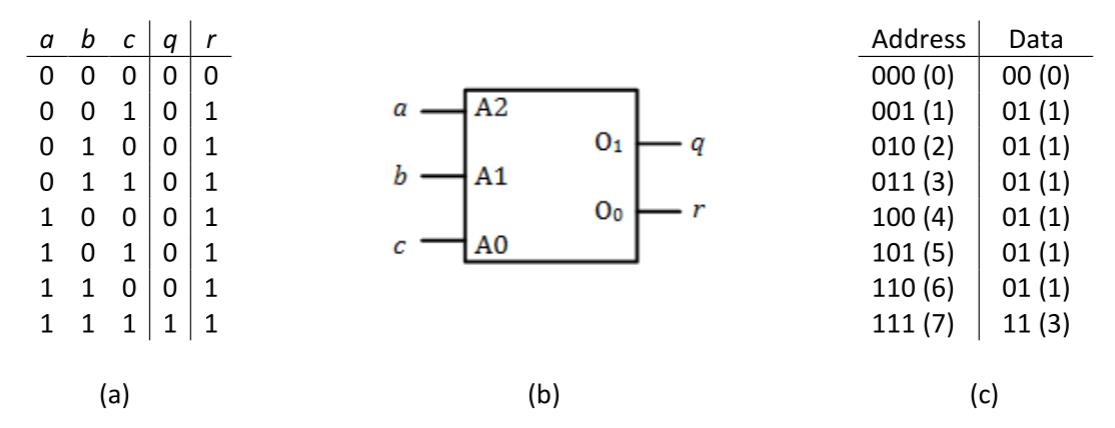 a b c q r
0 0 0 0 0
0 0 1 0 1
0 1 0 0 1
0 1 1 0 1
1 0 0 0 1
1 0 1 0 1
1 1 0 0 1
1 1 1 1 1
(a)
a A2
O₁ q
b A1
O₀ r
c A0
(b)
Address Data
000 (0) 00 (0)
001 (1) 01 (1)
010 (2) 01 (1)
011 (3) 01 (1)
100 (4) 01 (1)
101 (5) 01 (1)
110 (6) 01 (1)
111 (7) 11 (3)
(c)